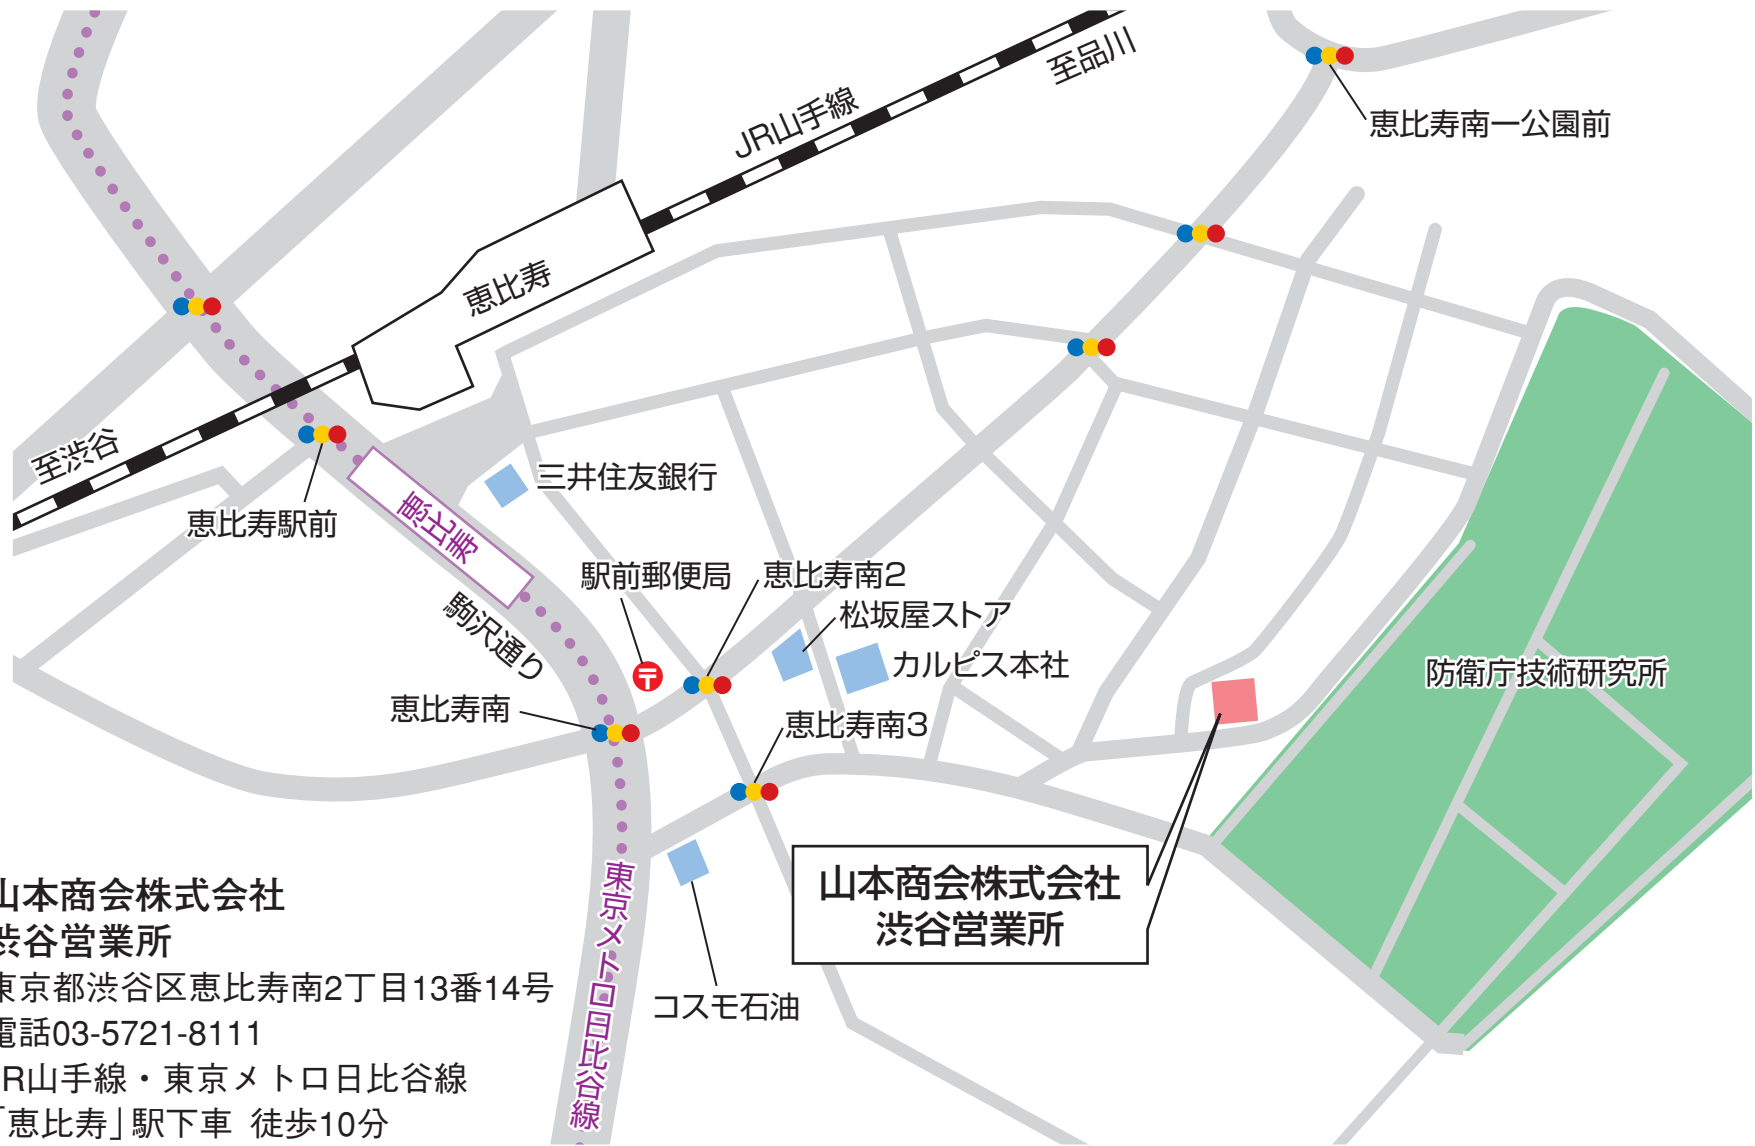 至品川
JR山手線
恵比寿南一公園前
恵比寿
至渋谷
恵比寿駅前
三井住友銀行
恵比寿
駅前郵便局
恵比寿南2
駒沢通り
松坂屋ストア
カルピス本社
防衛庁技術研究所
恵比寿南
恵比寿南3
山本商会株式会社
渋谷営業所
東京メトロ日比谷線
コスモ石油
山本商会株式会社
渋谷営業所
東京都渋谷区恵比寿南2丁目13番14号
電話03-5721-8111
R山手線・東京メトロ日比谷線
「恵比寿」駅下車 徒歩10分